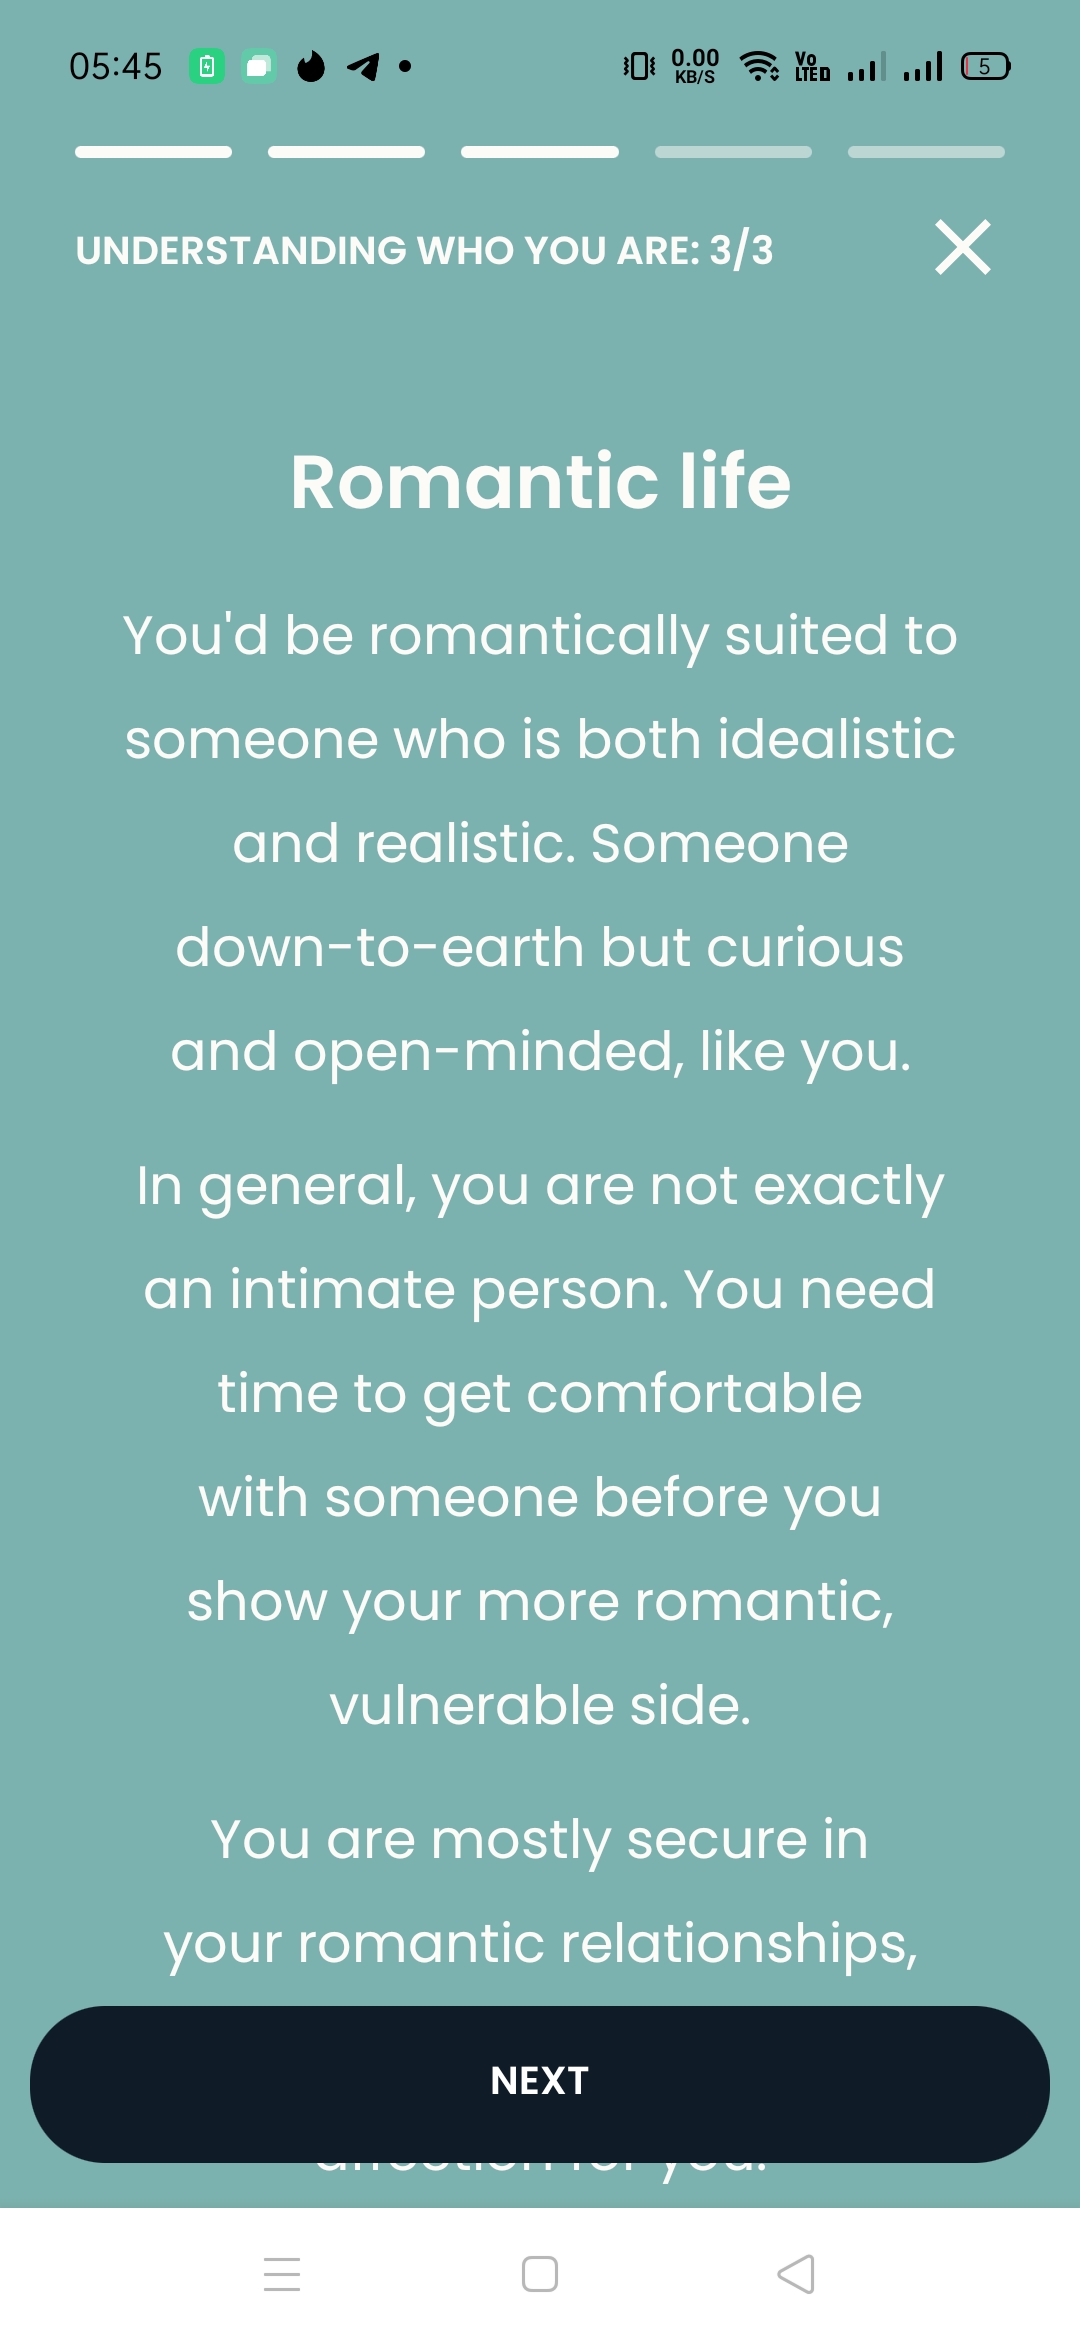 05:45
0.00
KB/S
Vo
LTE
5
UNDERSTANDING WHO YOU ARE: 3/3
Romantic life
You'd be romantically suited to
someone who is both idealistic
and realistic. Someone
down-to-earth but curious
and open-minded, like you.
In general, you are not exactly
an intimate person. You need
time to get comfortable
with someone before you
show your more romantic,
vulnerable side.
You are mostly secure in
your romantic relationships,
NEXT
affection for you.